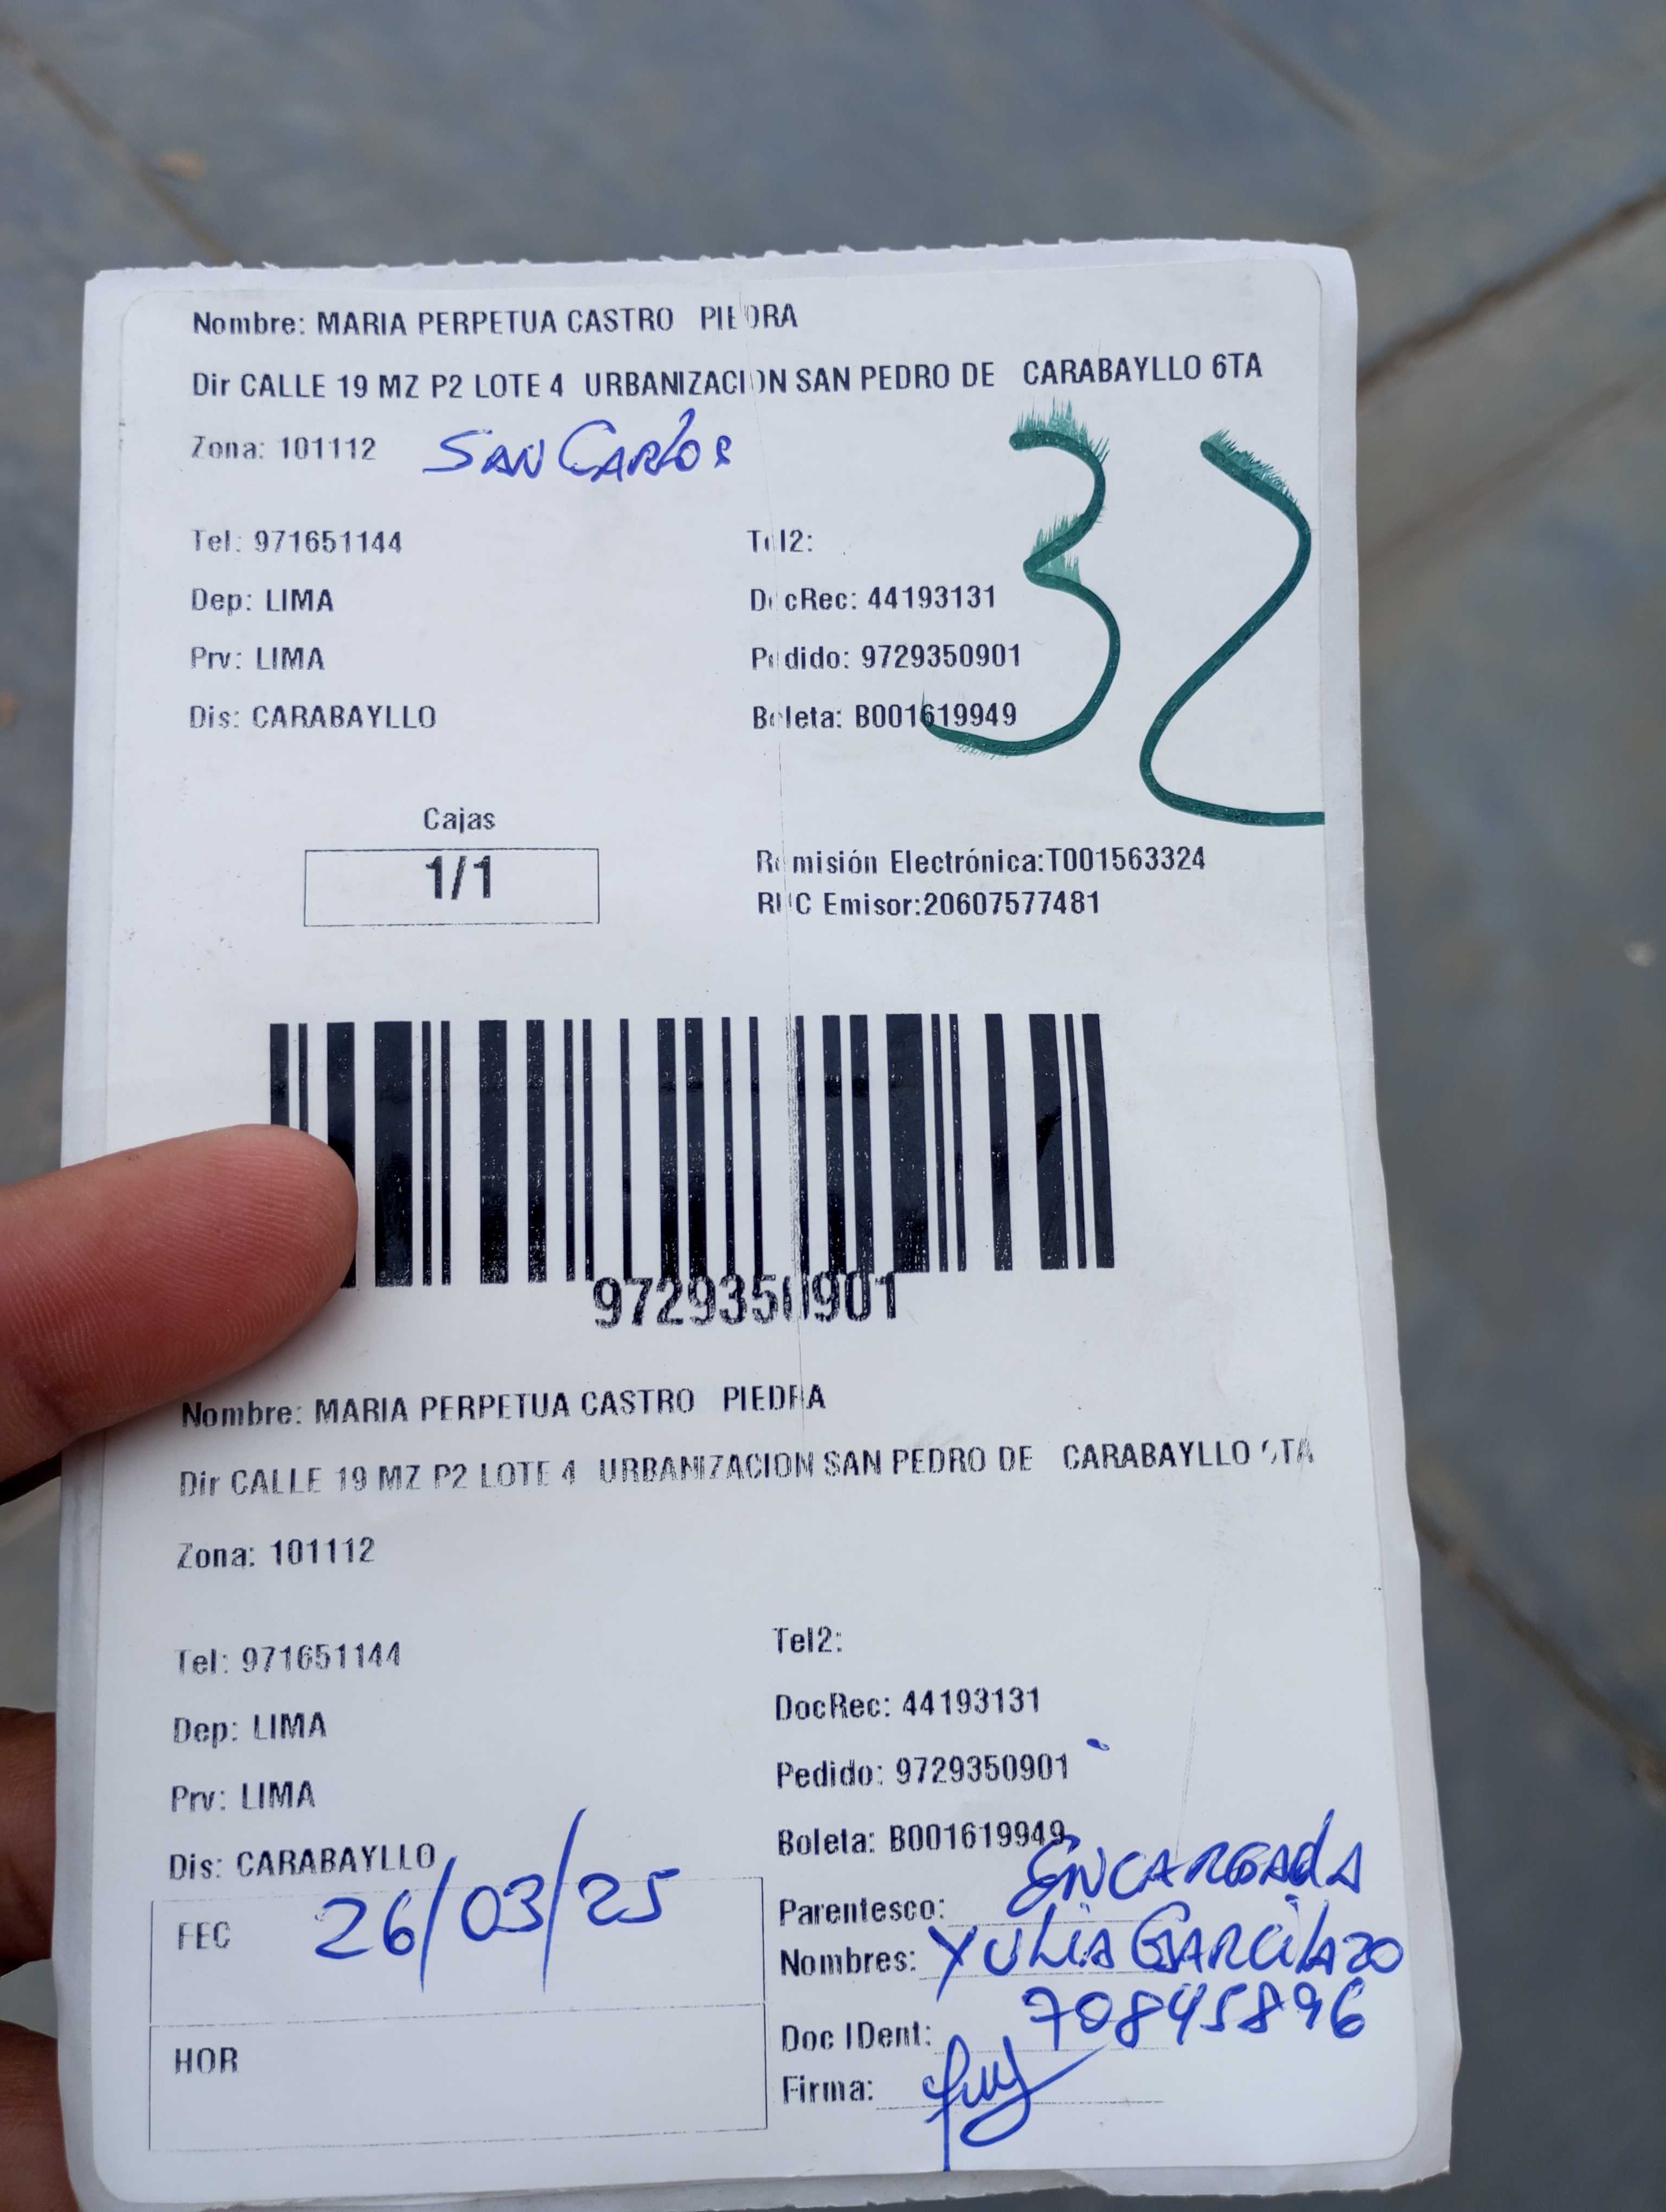 Nombre: MARIA PERPETUA CASTRO PIEDRA
Dir CALLE 19 MZ P2 LOTE 4 URBANIZACION SAN PEDRO DE CARABAYLLO 6TA
Zona: 101112 SAN CARLOS
32
Tel: 971651144 Tel2:
Dep: LIMA DocRec: 44193131
Prv: LIMA Pedido: 9729350901
Dis: CARABAYLLO Boleta: B001619949
Cajas
1/1
Remisión Electrónica:T001563324
RUC Emisor:20607577481
9729350901
Nombre: MARIA PERPETUA CASTRO PIEDRA
Dir CALLE 19 MZ P2 LOTE 4 URBANIZACION SAN PEDRO DE CARABAYLLO 6TA
Zona: 101112
Tel: 971651144 Tel2:
Dep: LIMA DocRec: 44193131
Prv: LIMA Pedido: 9729350901
Dis: CARABAYLLO Boleta: B001619949
FEC 26/03/25
Parentesco: ENCARGADA
Nombres: YULIA GARCILAZO
Doc IDent: 70845896
HOR
Firma: